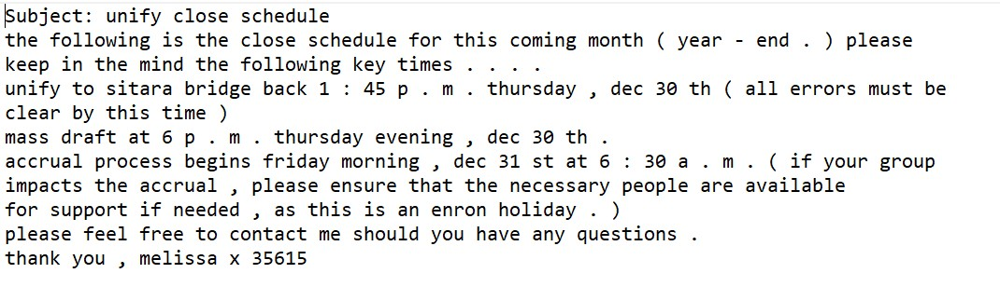 Subject: unify close schedule
the following is the close schedule for this coming month ( year - end . ) please
keep in the mind the following key times . . . .
unify to sitara bridge back 1 : 45 p . m . thursday , dec 30 th ( all errors must be
clear by this time )
mass draft at 6 p . m . thursday evening , dec 30 th .
accrual process begins friday morning , dec 31 st at 6 : 30 a . m . ( if your group
impacts the accrual , please ensure that the necessary people are available
for support if needed , as this is an enron holiday . )
please feel free to contact me should you have any questions .
thank you , melissa x 35615